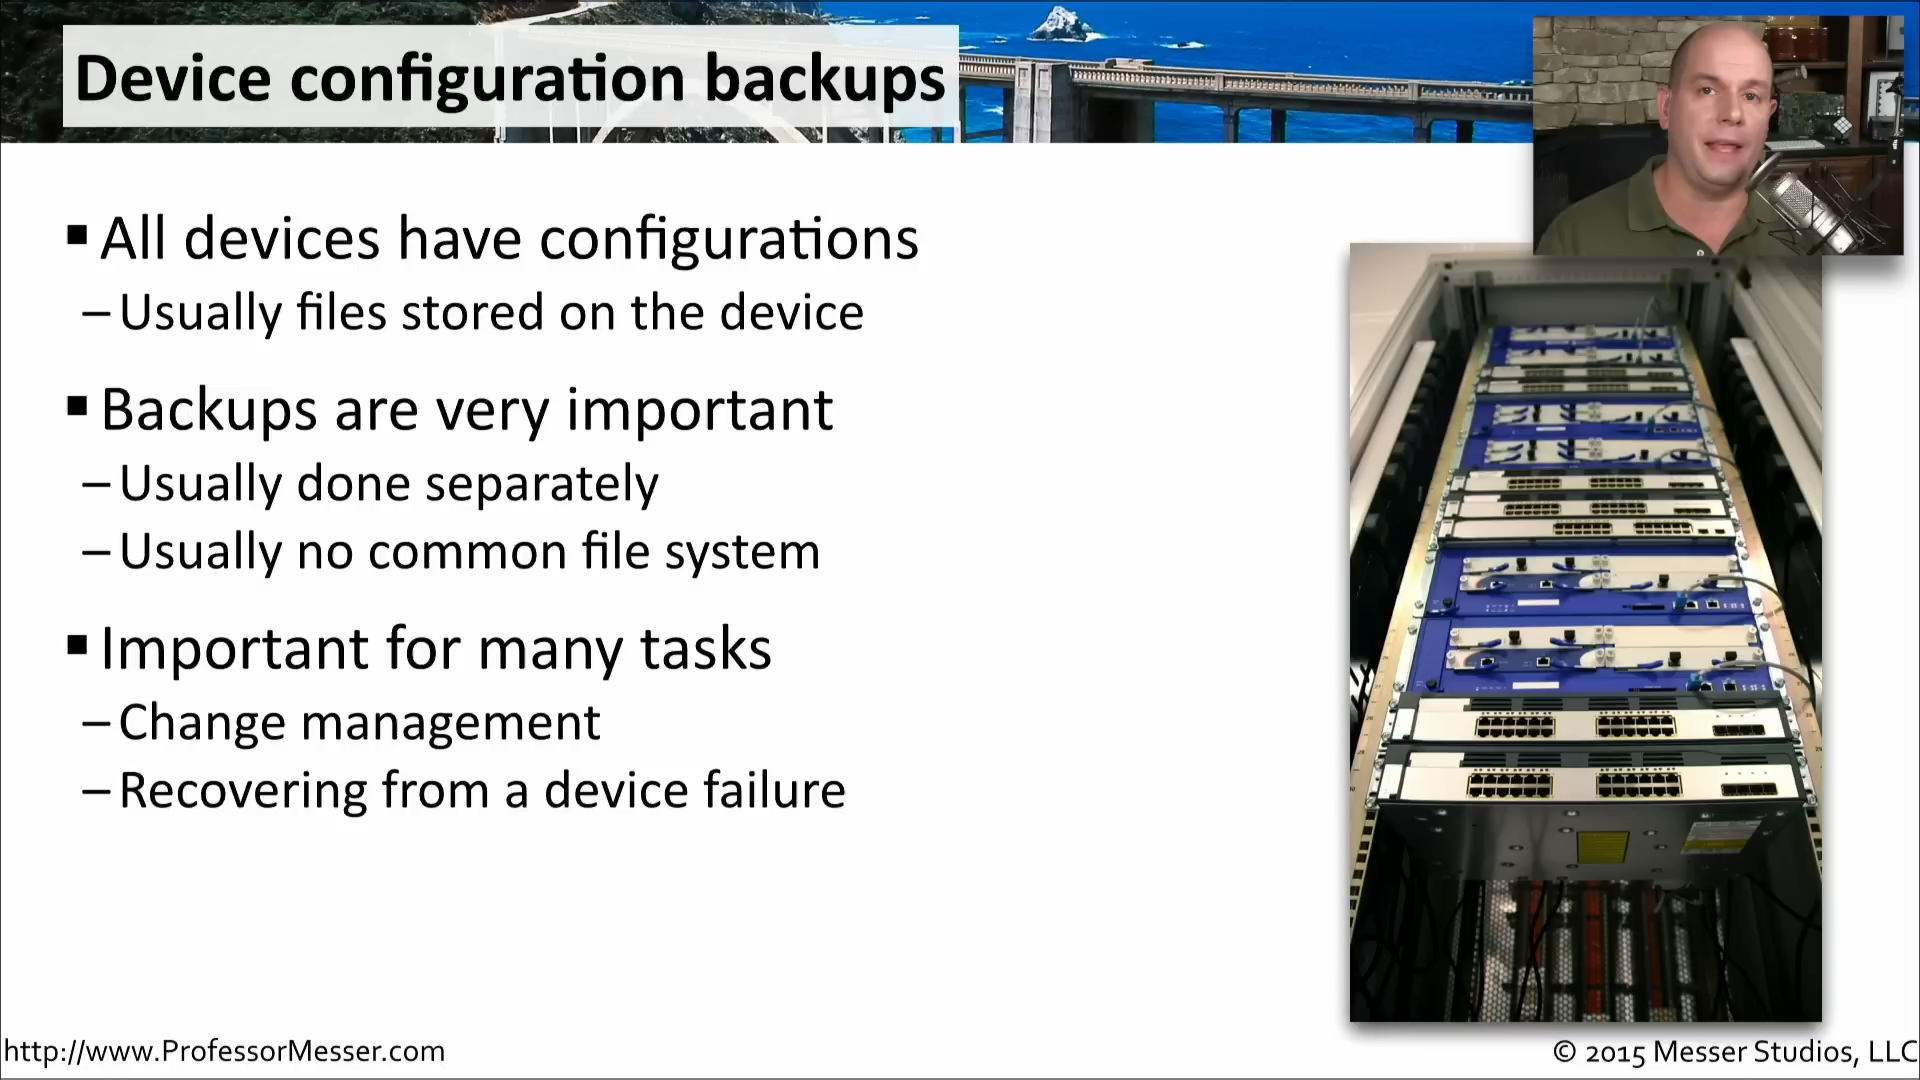 Device configuration backups
▪ All devices have configurations
– Usually files stored on the device
▪ Backups are very important
– Usually done separately
– Usually no common file system
▪ Important for many tasks
– Change management
– Recovering from a device failure
http://www.ProfessorMesser.com
© 2015 Messer Studios, LLC